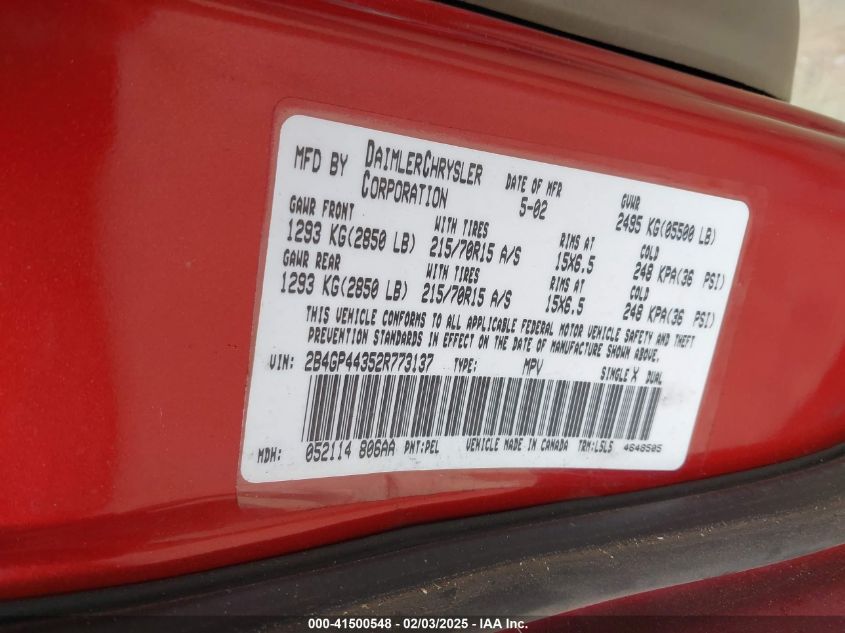 MFD BY DAIMLERCHRYSLER CORPORATION DATE OF MFR 5-02 GVWR 2495 KG(05500 LB)
GAWR FRONT WITH TIRES RIMS AT COLD
1293 KG(2850 LB) 215/70R15 A/S 15X6.5 248 KPA(36 PSI)
GAWR REAR WITH TIRES RIMS AT COLD
1293 KG(2850 LB) 215/70R15 A/S 15X6.5 248 KPA(36 PSI)
THIS VEHICLE CONFORMS TO ALL APPLICABLE FEDERAL MOTOR VEHICLE SAFETY AND THEFT
PREVENTION STANDARDS IN EFFECT ON THE DATE OF MANUFACTURE SHOWN ABOVE.
VIN: 2B4GP44352R773137 TYPE: MPV SINGLE X DUAL
MDH: 052114 806AA PNT:PEL VEHICLE MADE IN CANADA TRM:L5L5 4648505
000-41500548 - 02/03/2025 - IAA Inc.